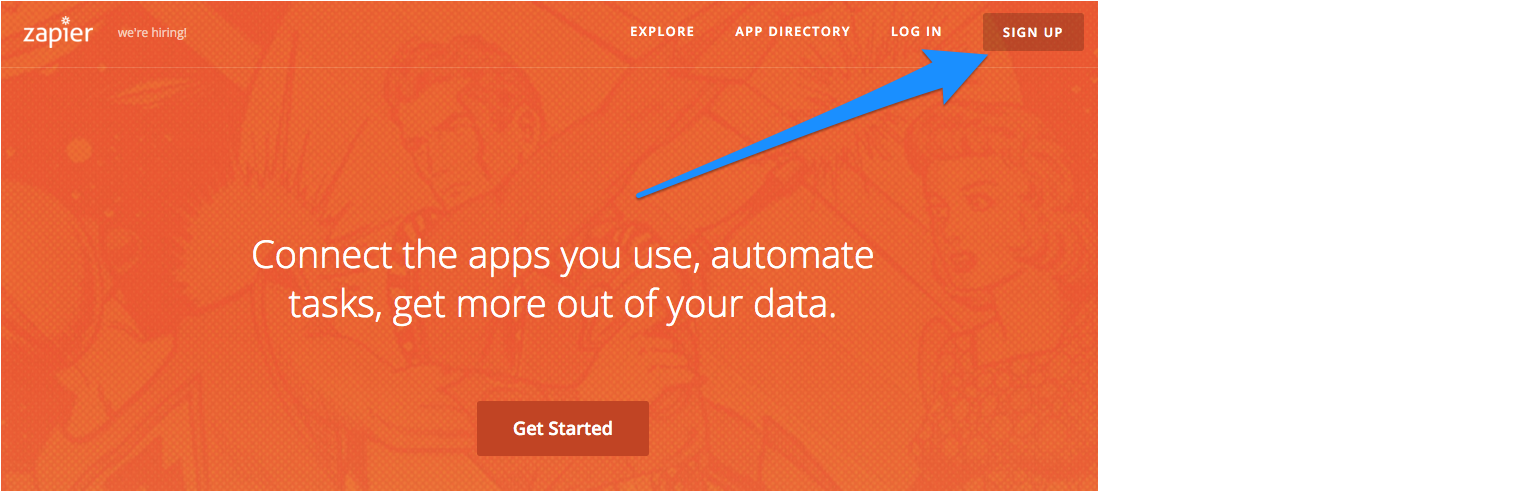 zapier
we're hiring!
EXPLORE
APP DIRECTORY
LOG IN
SIGN UP
Connect the apps you use, automate
tasks, get more out of your data.
Get Started